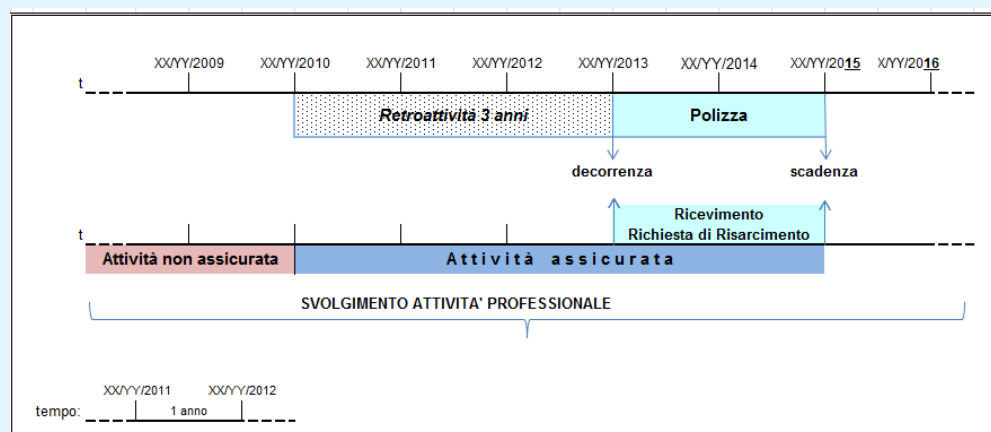 XX/YY/2009 XX/YY/2010 XX/YY/2011 XX/YY/2012 XX/YY/2013 XX/YY/2014 XX/YY/2015 X/YY/2016
t
Retroattività 3 anni Polizza
decorrenza scadenza
Ricevimento
Richiesta di Risarcimento
t
Attività non assicurata Attività assicurata
SVOLGIMENTO ATTIVITA' PROFESSIONALE
XX/YY/2011 XX/YY/2012
tempo: 1 anno